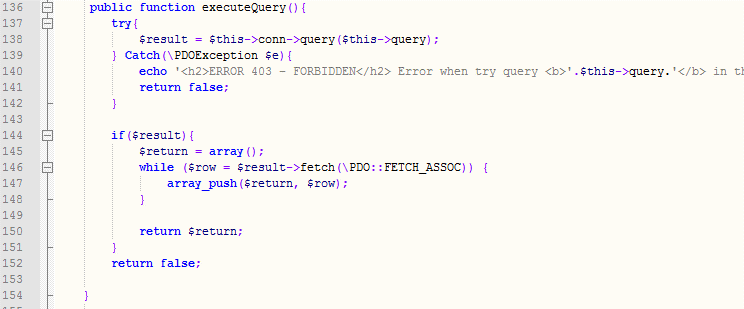 136 public function executeQuery(){
137 try{
138 $result = $this->conn->query($this->query);
139 } Catch(\PDOException $e){
140 echo '<h2>ERROR 403 - FORBIDDEN</h2> Error when try query <b>'.$this->query.'</b> in th
141 return false;
142 }
143
144 if($result){
145 $return = array();
146 while ($row = $result->fetch(\PDO::FETCH_ASSOC)) {
147 array_push($return, $row);
148 }
149
150 return $return;
151 }
152 return false;
153
154 }